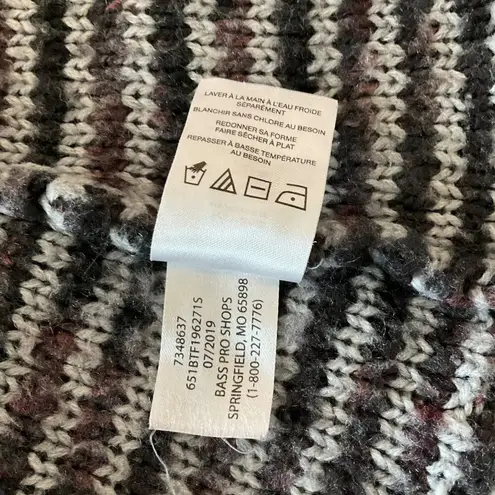 LAVER À LA MAIN À L'EAU FROIDE
SÉPARÉMENT
BLANCHIR SANS CHLORE AU BESOIN
REDONNER SA FORME
FAIRE SÉCHER À PLAT
REPASSER À BASSE TEMPÉRATURE
AU BESOIN
7348637
651BTF196271S
07/2019
BASS PRO SHOPS
SPRINGFIELD, MO 65898
(1-800-227-7776)